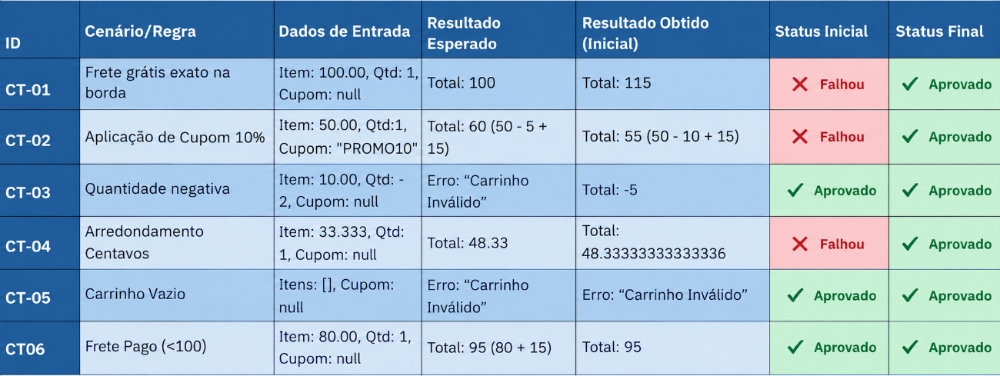 ID
Cenário/Regra
Dados de Entrada
Resultado
Esperado
Resultado Obtido
(Inicial)
Status Inicial
Status Final
CT-01
Frete grátis exato na
borda
Item: 100.00, Qtd: 1,
Cupom: null
Total: 100
Total: 115
Falhou
Aprovado
CT-02
Aplicação de Cupom 10%
Item: 50.00, Qtd:1,
Cupom: "PROMO10"
Total: 60 (50 - 5 +
15)
Total: 55 (50 - 10 + 15)
Falhou
Aprovado
CT-03
Quantidade negativa
Item: 10.00, Qtd: -
2, Cupom: null
Erro: “Carrinho
Inválido”
Total: -5
Aprovado
Aprovado
CT-04
Arredondamento
Centavos
Item: 33.333, Qtd:
1, Cupom: null
Total: 48.33
Total:
48.33333333333336
Falhou
Aprovado
CT-05
Carrinho Vazio
Itens: [], Cupom:
null
Erro: “Carrinho
Inválido”
Erro: “Carrinho Inválido”
Aprovado
Aprovado
CT06
Frete Pago (<100)
Item: 80.00, Qtd: 1,
Cupom: null
Total: 95 (80 + 15)
Total: 95
Aprovado
Aprovado